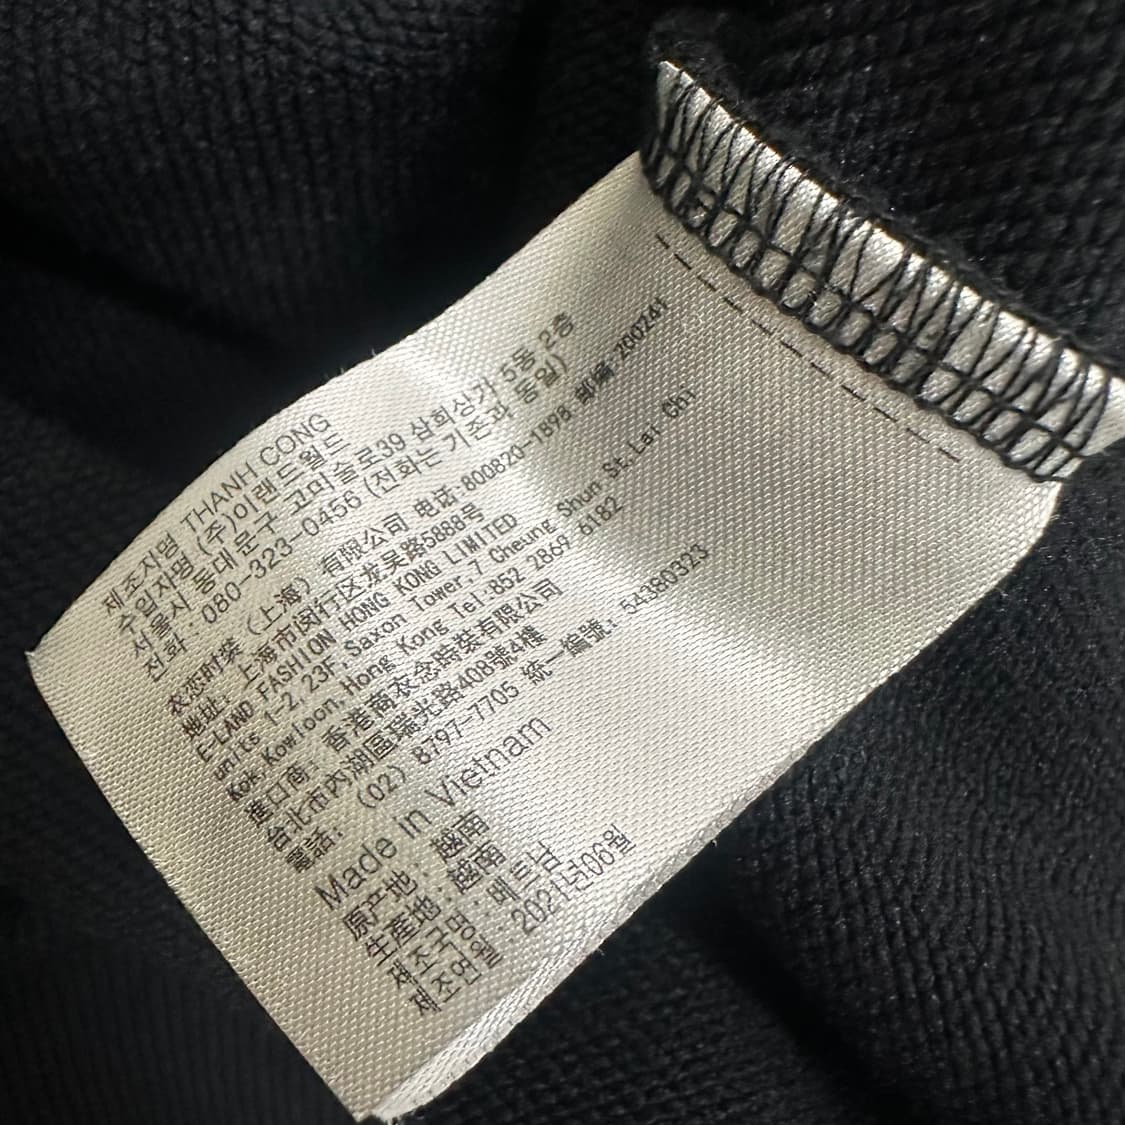 제조자명 THANH CONG
수입자명 (주)이랜드월드
서울시 동대문구 고미술로39 삼희상가 5동 2층
전화 : 080-323-0456 (전화는 기존과 동일)
衣恋时装（上海）有限公司 电话:800820-1898 邮编:200241
地址: 上海市闵行区龙吴路5888号
E-LAND FASHION HONG KONG LIMITED
units 1-2,23F,Saxon Tower,7 Cheung Shun St.Lai Chi
Kok,Kowloon,Hong Kong Tel:852 2869 6182
進口商: 香港商衣念時裝有限公司
台北市內湖區瑞光路408號4樓
電話: (02) 8797-7705 統一編號: 54380323
Made in Vietnam
原产地 : 越南
生產地 : 越南
제조국명 : 베트남
제조연월 : 2021년06월